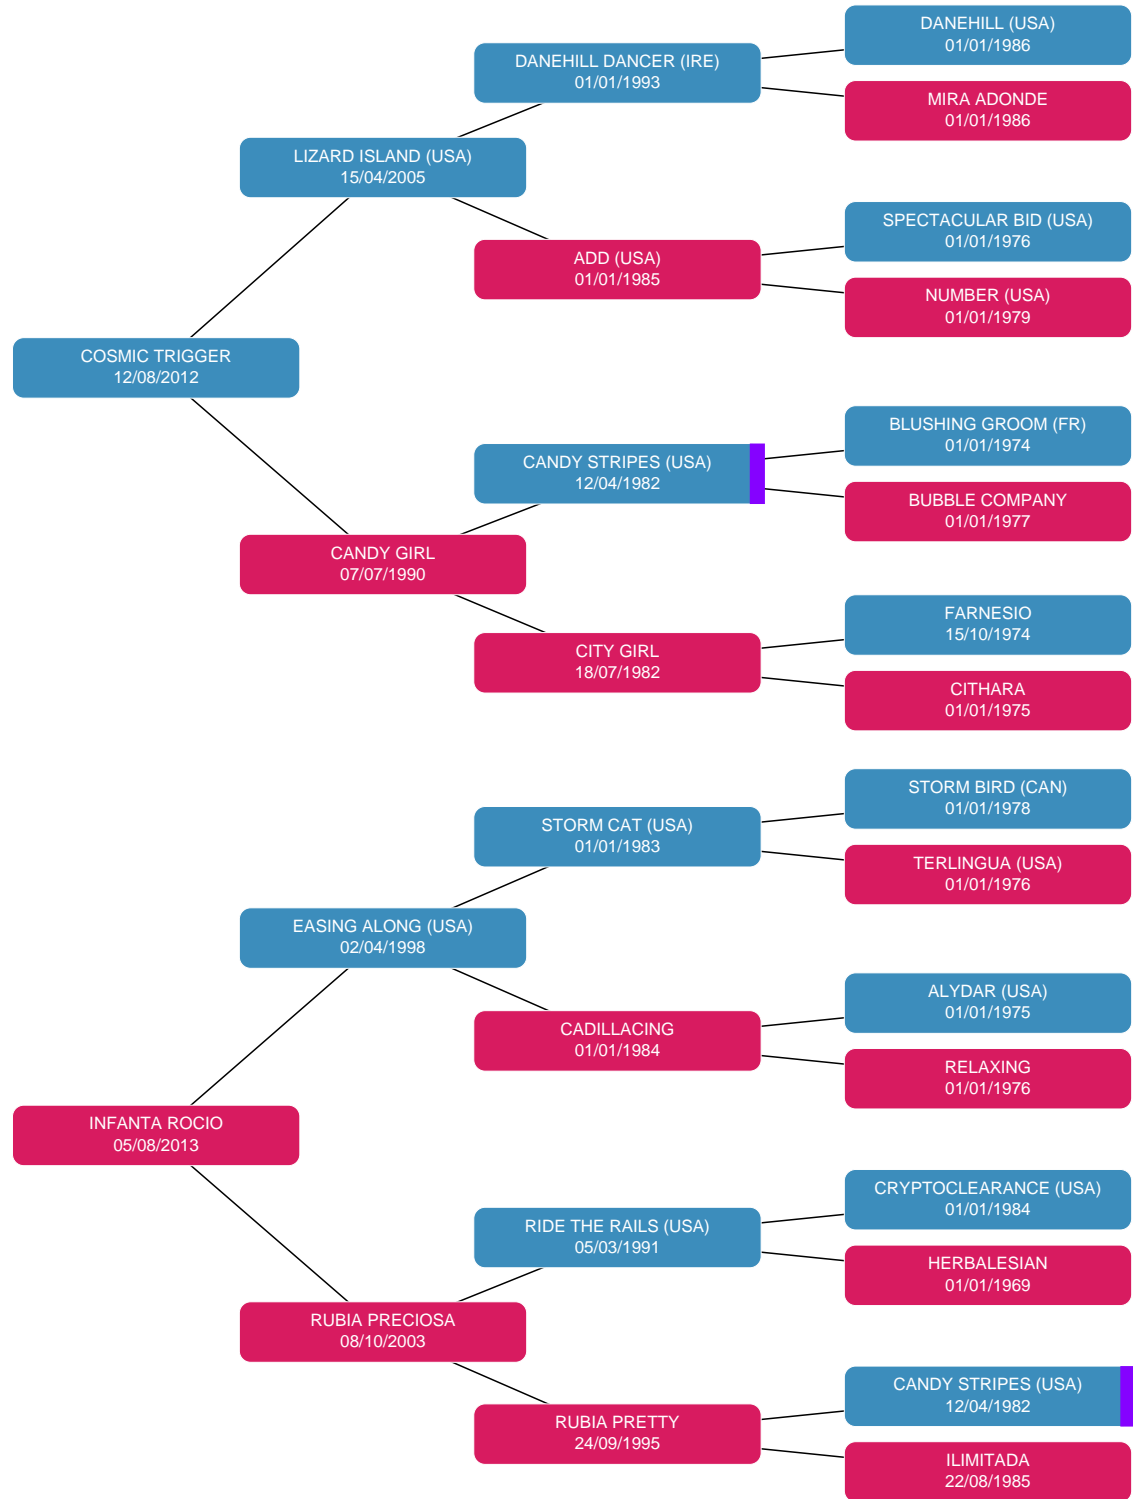 DANEHILL (USA)
01/01/1986
DANEHILL DANCER (IRE)
01/01/1993
MIRA ADONDE
01/01/1986
LIZARD ISLAND (USA)
15/04/2005
SPECTACULAR BID (USA)
01/01/1976
ADD (USA)
01/01/1985
NUMBER (USA)
01/01/1979
COSMIC TRIGGER
12/08/2012
BLUSHING GROOM (FR)
01/01/1974
CANDY STRIPES (USA)
12/04/1982
BUBBLE COMPANY
01/01/1977
CANDY GIRL
07/07/1990
FARNESIO
15/10/1974
CITY GIRL
18/07/1982
CITHARA
01/01/1975
STORM BIRD (CAN)
01/01/1978
STORM CAT (USA)
01/01/1983
TERLINGUA (USA)
01/01/1976
EASING ALONG (USA)
02/04/1998
ALYDAR (USA)
01/01/1975
CADILLACING
01/01/1984
RELAXING
01/01/1976
INFANTA ROCIO
05/08/2013
CRYPTOCLEARANCE (USA)
01/01/1984
RIDE THE RAILS (USA)
05/03/1991
HERBALESIAN
01/01/1969
RUBIA PRECIOSA
08/10/2003
CANDY STRIPES (USA)
12/04/1982
RUBIA PRETTY
24/09/1995
ILIMITADA
22/08/1985